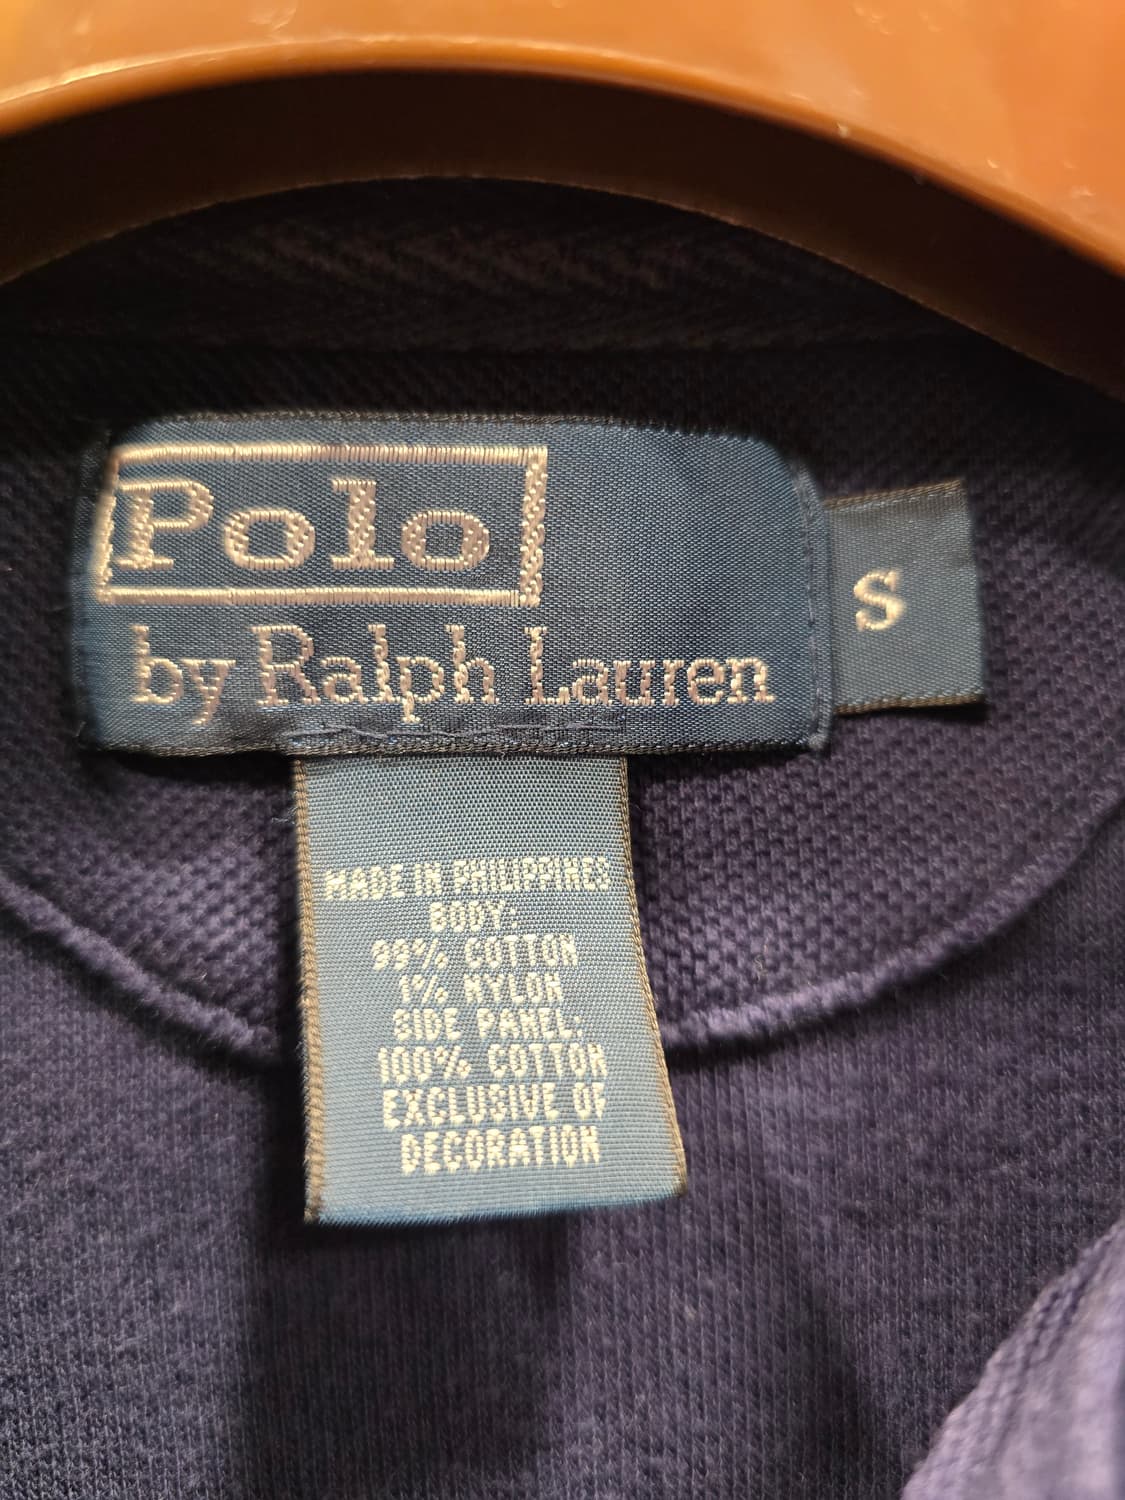 Polo
by Ralph Lauren
S
MADE IN PHILIPPINES
BODY:
99% COTTON
1% NYLON
SIDE PANEL:
100% COTTON
EXCLUSIVE OF
DECORATION